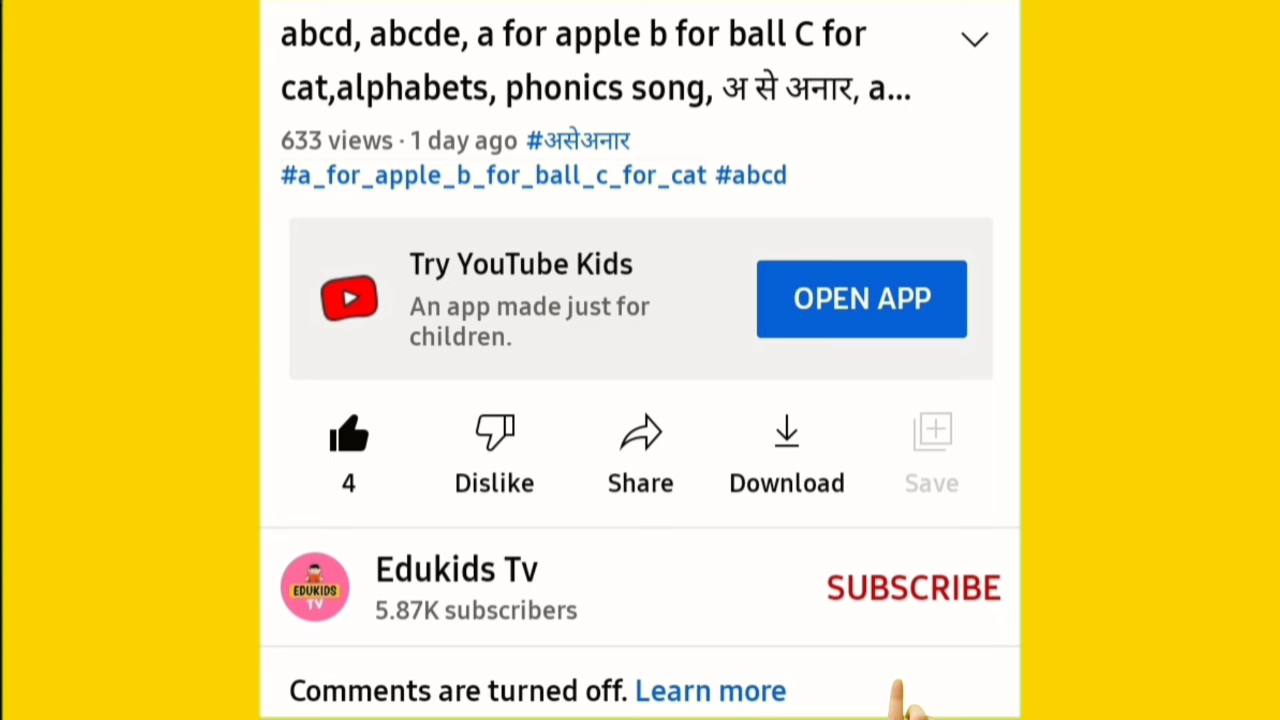 abcd, abcde, a for apple b for ball C for
cat,alphabets, phonics song, अ से अनार, a...
633 views · 1 day ago #असेअनार
#a_for_apple_b_for_ball_c_for_cat #abcd
Try YouTube Kids
An app made just for
children.
OPEN APP
4 Dislike Share Download Save
EDUKIDS
TV
Edukids Tv
5.87K subscribers
SUBSCRIBE
Comments are turned off. Learn more